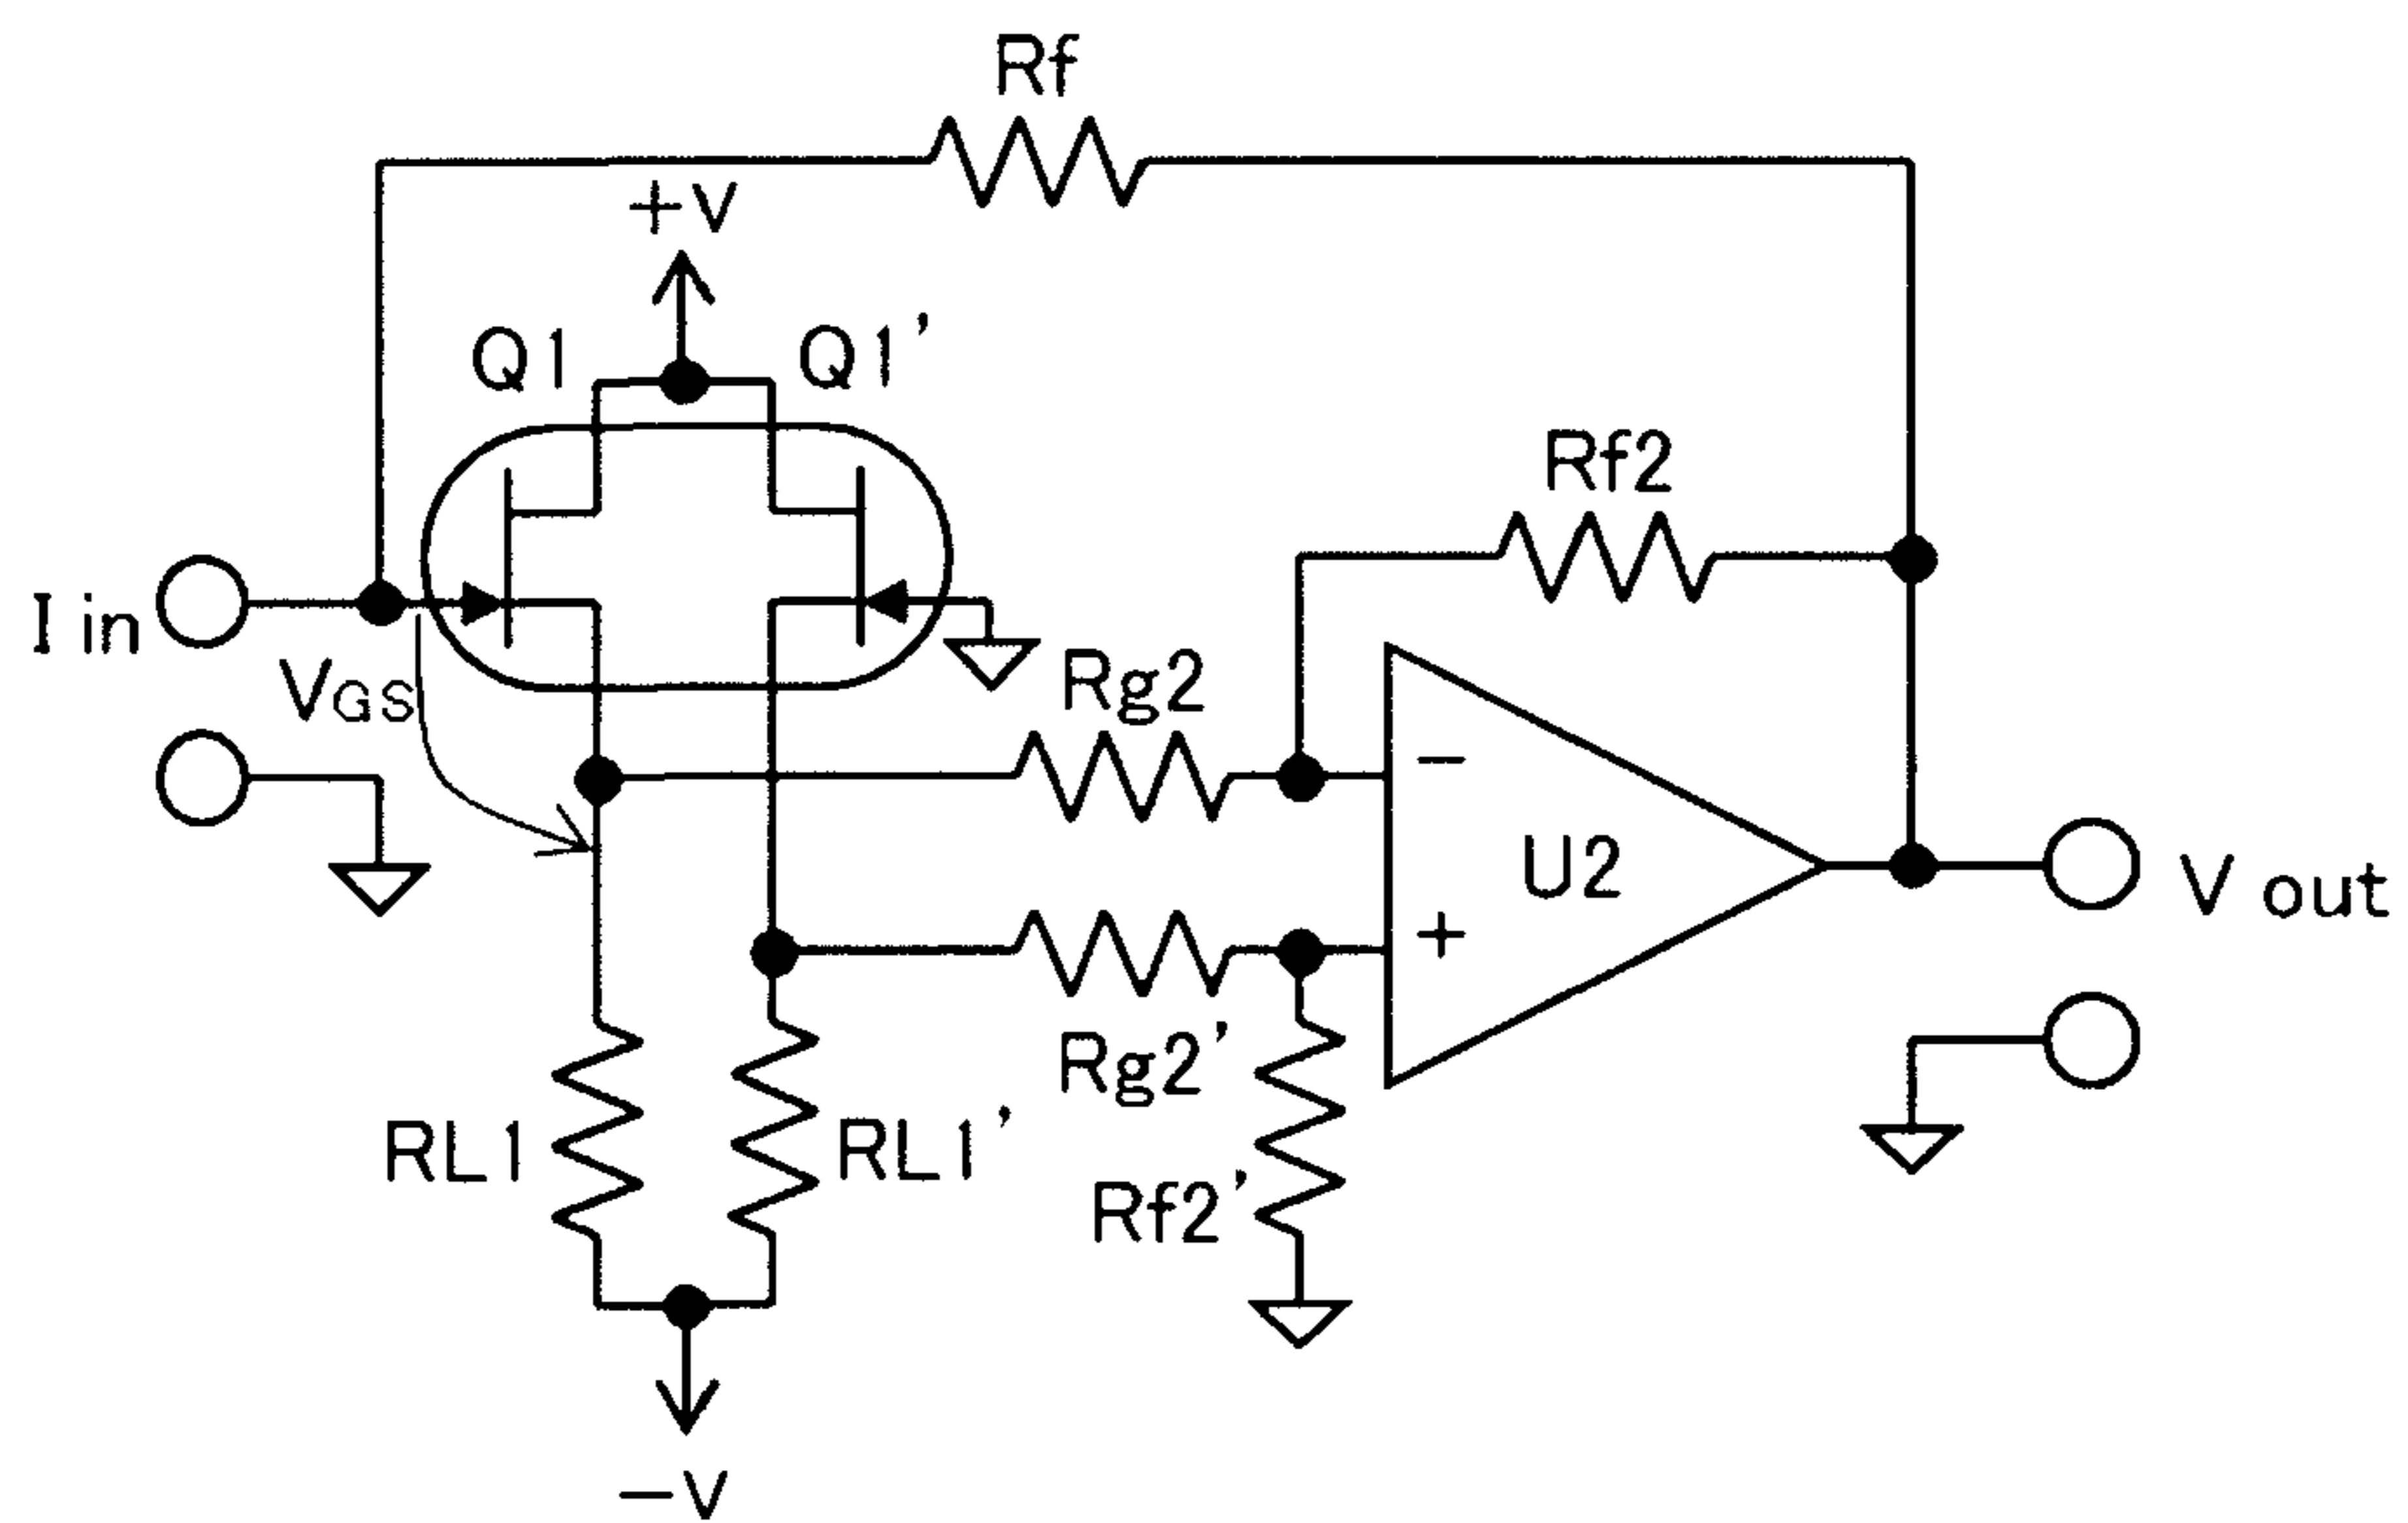 Rf
+V
Q1
Q1’
Rf2
I in
VGS
Rg2
−
U2
+
V out
Rg2’
RL1
RL1’
Rf2’
−V